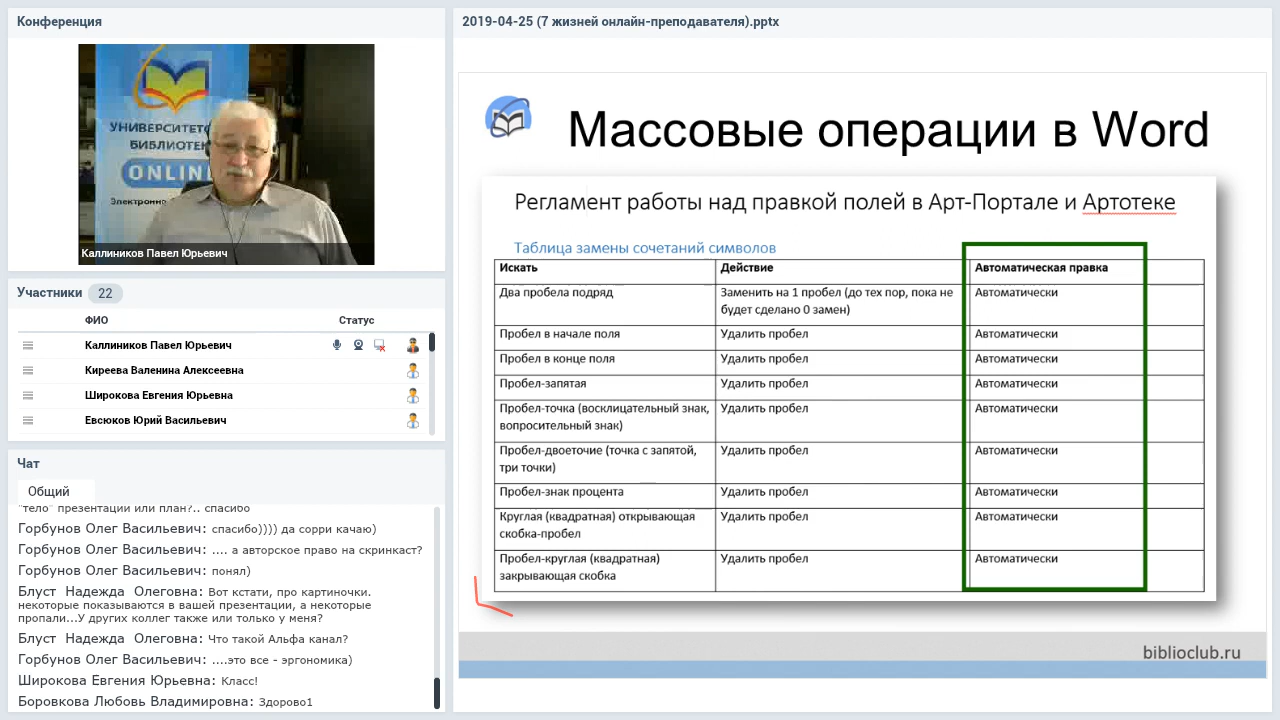 Конференция
УНИВЕРСИТЕТС
БИБЛИОТЕК
ONLINE
Электронно
Каллиников Павел Юрьевич
Участники 22
ФИО Статус
Каллиников Павел Юрьевич
Киреева Валенина Алексеевна
Широкова Евгения Юрьевна
Евсюков Юрий Васильевич
Чат
Общий
"тело" презентации или план?.. спасибо
Горбунов Олег Васильевич: спасибо)))) да сорри качаю)
Горбунов Олег Васильевич: .... а авторское право на скринкаст?
Горбунов Олег Васильевич: понял)
Блуст Надежда Олеговна: Вот кстати, про картиночки.
некоторые показываются в вашей презентации, а некоторые
пропали...У других коллег также или только у меня?
Блуст Надежда Олеговна: Что такой Альфа канал?
Горбунов Олег Васильевич: ....это все - эргономика)
Широкова Евгения Юрьевна: Класс!
Боровкова Любовь Владимировна: Здорово1
2019-04-25 (7 жизней онлайн-преподавателя).pptx
Массовые операции в Word
Регламент работы над правкой полей в Арт-Портале и Артотеке
Таблица замены сочетаний символов
Искать Действие Автоматическая правка
Два пробела подряд Заменить на 1 пробел (до тех пор, пока не Автоматически
будет сделано 0 замен)
Пробел в начале поля Удалить пробел Автоматически
Пробел в конце поля Удалить пробел Автоматически
Пробел-запятая Удалить пробел Автоматически
Пробел-точка (восклицательный знак, Удалить пробел Автоматически
вопросительный знак)
Пробел-двоеточие (точка с запятой, Удалить пробел Автоматически
три точки)
Пробел-знак процента Удалить пробел Автоматически
Круглая (квадратная) открывающая Удалить пробел Автоматически
скобка-пробел
Пробел-круглая (квадратная) Удалить пробел Автоматически
закрывающая скобка
biblioclub.ru